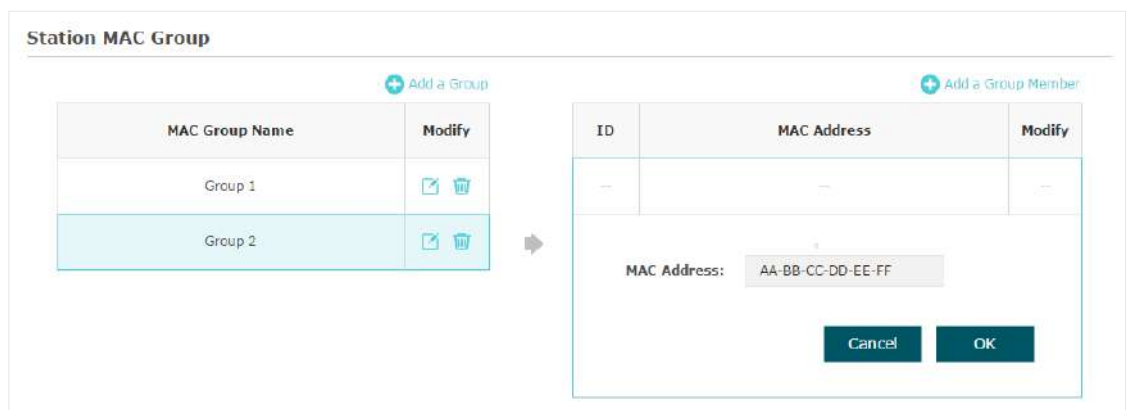 Station MAC Group
Add a Group
MAC Group Name Modify
Group 1
Group 2
Add a Group Member
ID MAC Address Modify
-- -- --
MAC Address: AA-BB-CC-DD-EE-FF
Cancel OK